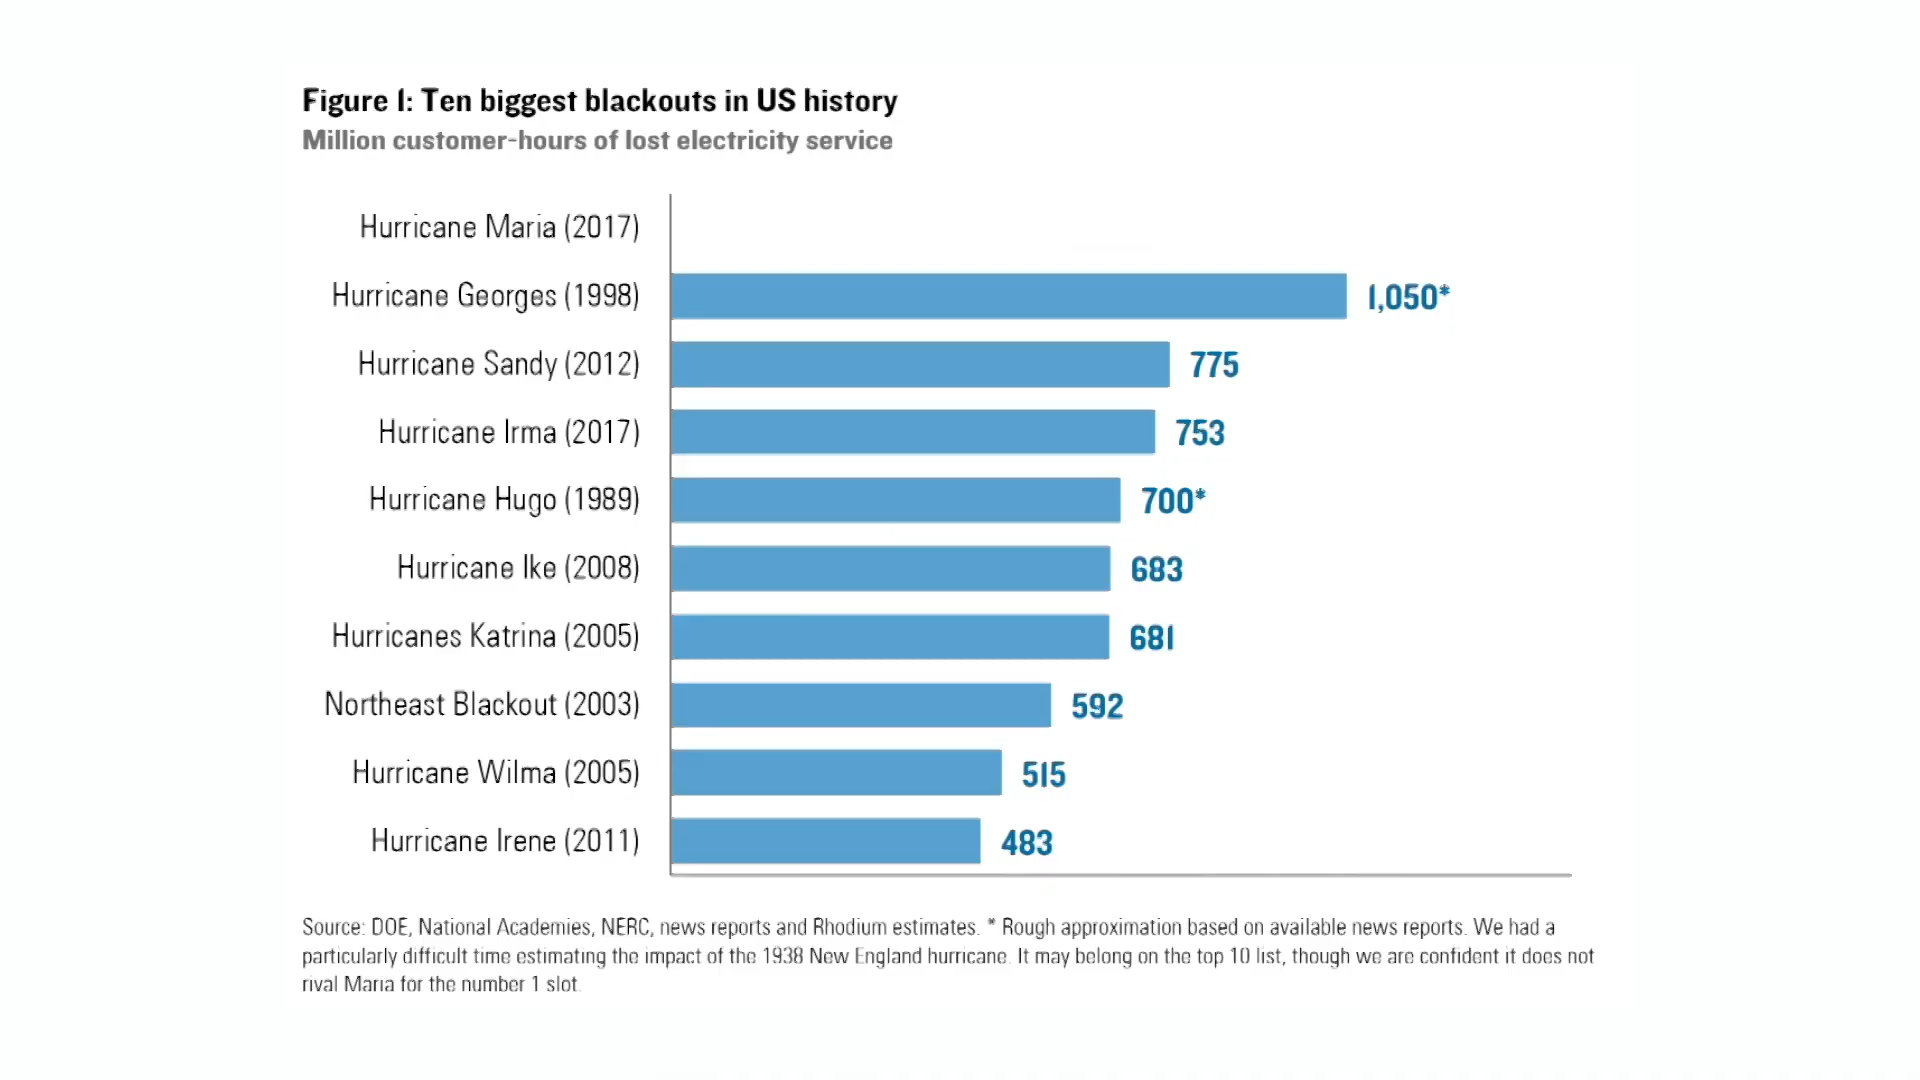 Figure 1: Ten biggest blackouts in US history
Million customer-hours of lost electricity service
Hurricane Maria (2017)
Hurricane Georges (1998) 1,050*
Hurricane Sandy (2012) 775
Hurricane Irma (2017) 753
Hurricane Hugo (1989) 700*
Hurricane Ike (2008) 683
Hurricanes Katrina (2005) 681
Northeast Blackout (2003) 592
Hurricane Wilma (2005) 515
Hurricane Irene (2011) 483
Source: DOE, National Academies, NERC, news reports and Rhodium estimates. * Rough approximation based on available news reports. We had a
particularly difficult time estimating the impact of the 1938 New England hurricane. It may belong on the top 10 list, though we are confident it does not
rival Maria for the number 1 slot.